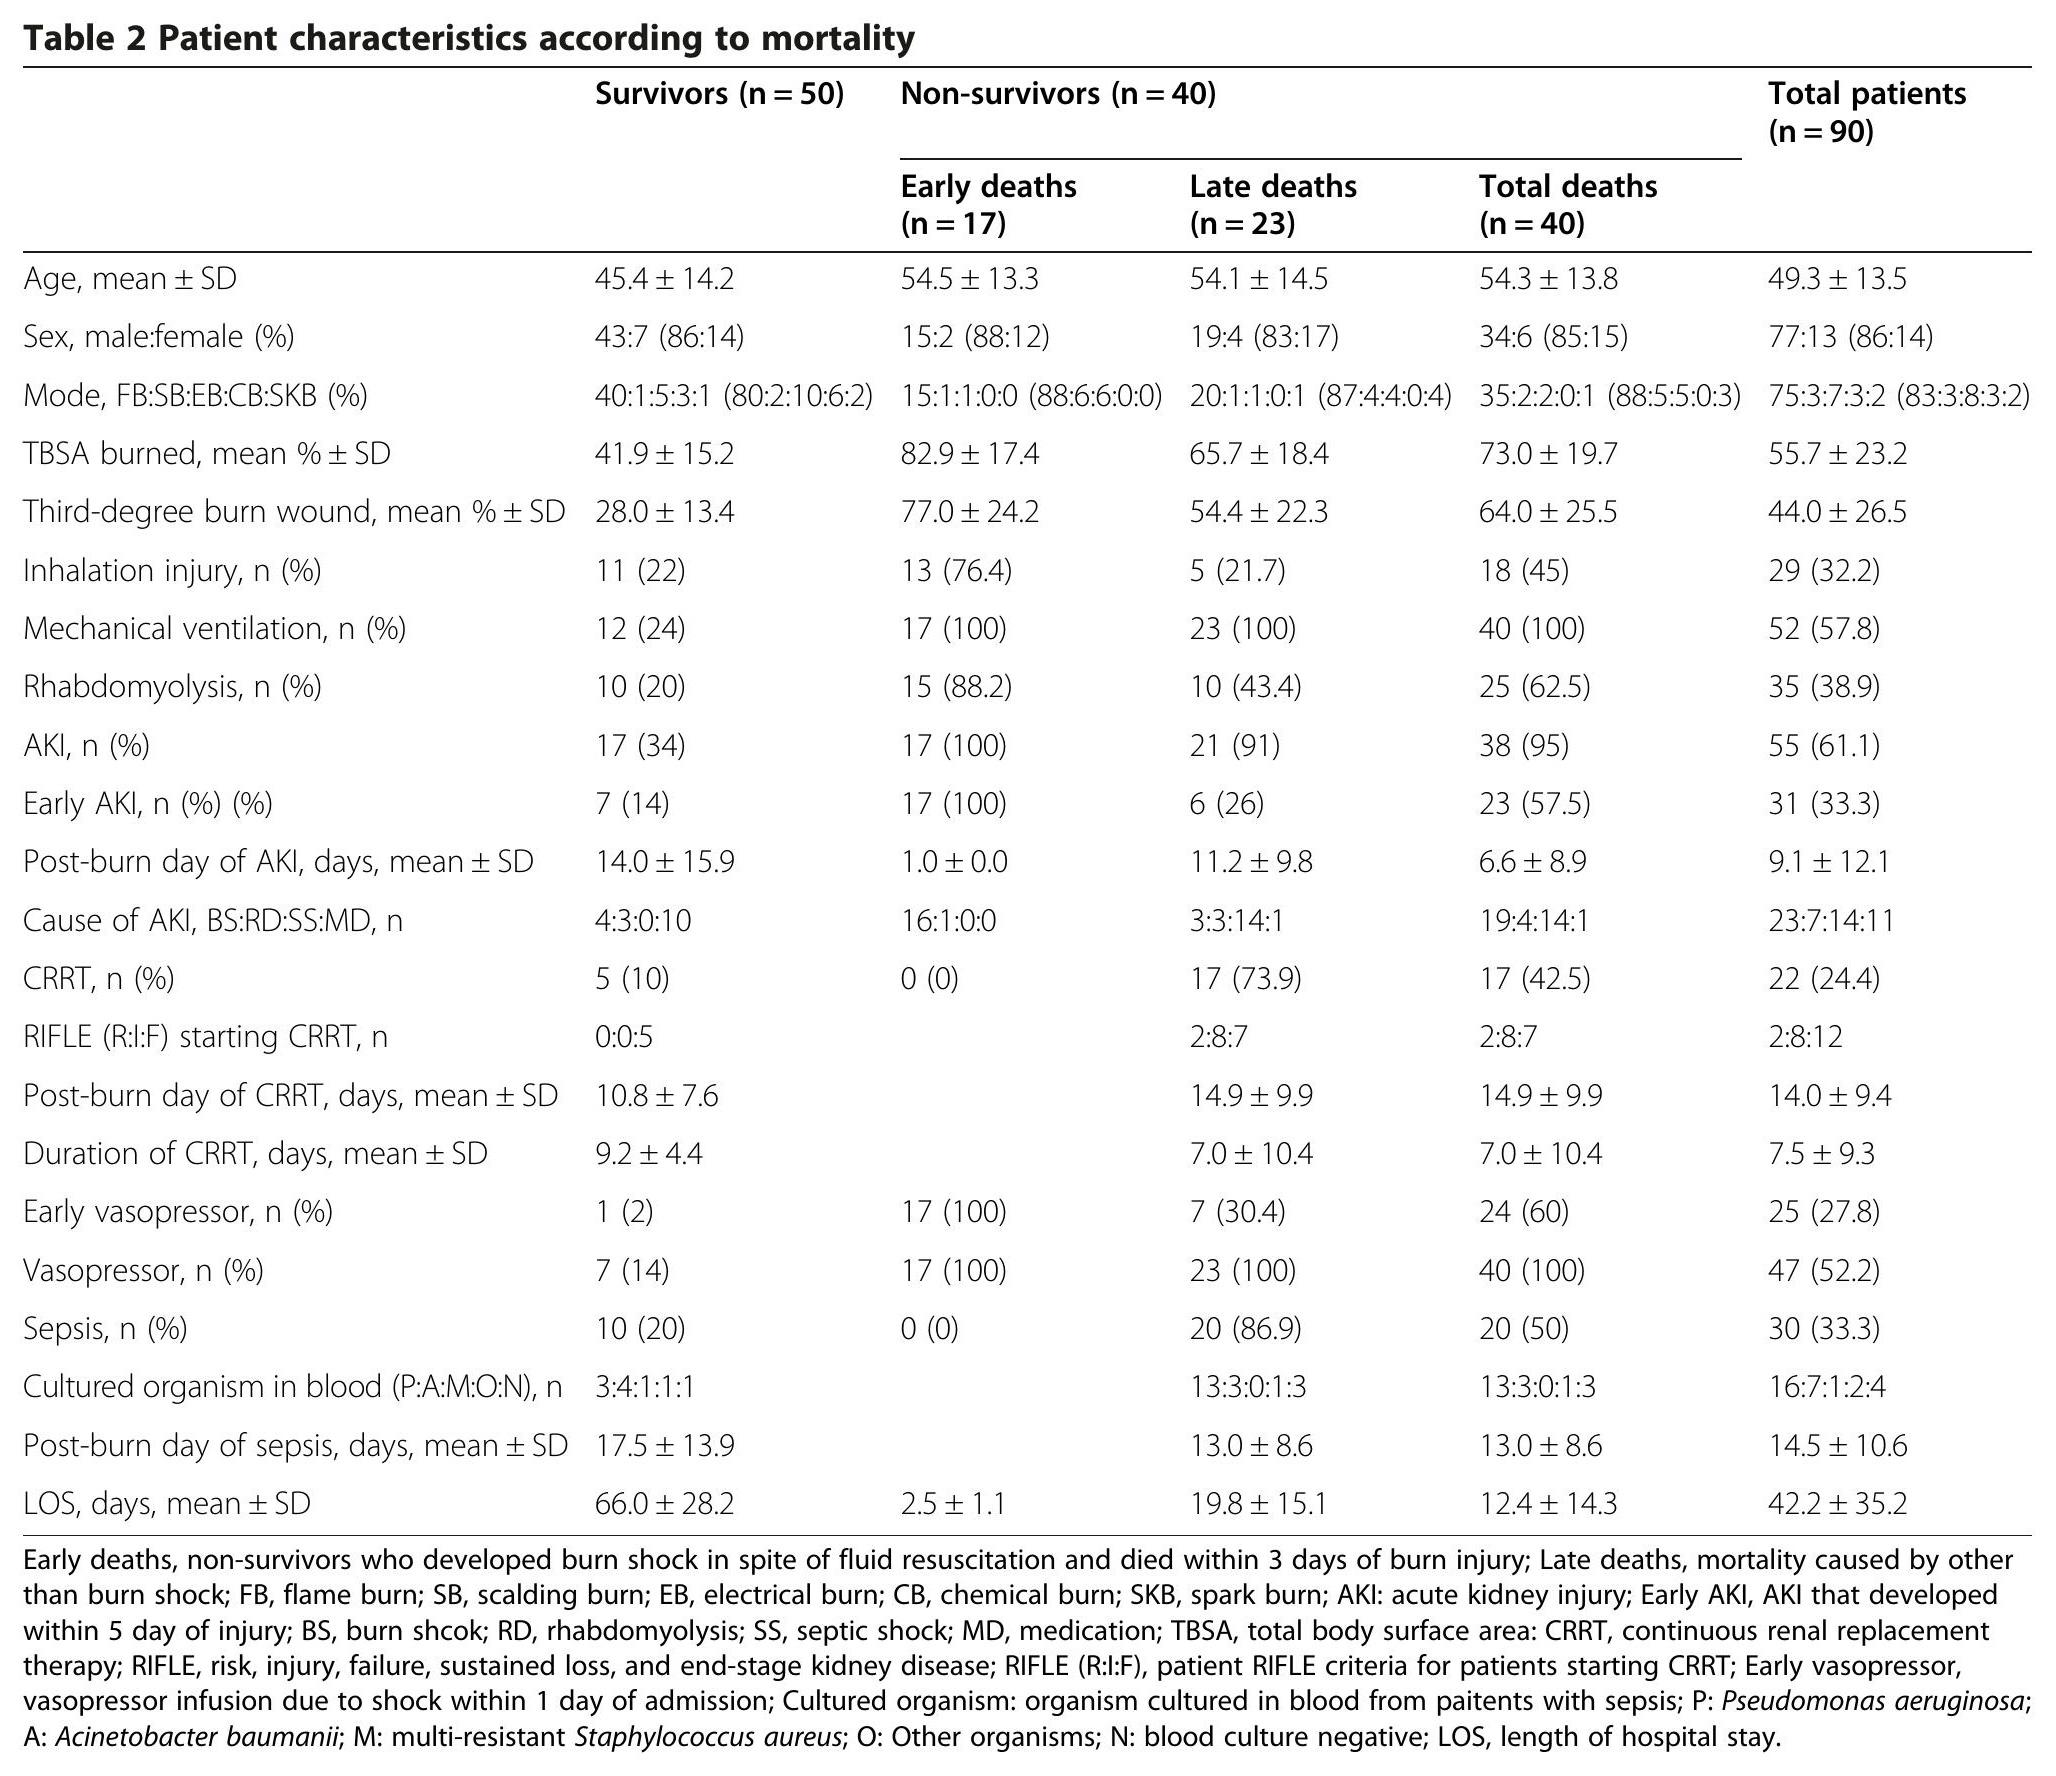 Table 2 Patient characteristics according to mortality
Survivors (n = 50) Non-survivors (n = 40) Total patients
(n = 90)
Early deaths Late deaths Total deaths
(n = 17) (n = 23) (n = 40)
Age, mean ± SD 45.4 ± 14.2 54.5 ± 13.3 54.1 ± 14.5 54.3 ± 13.8 49.3 ± 13.5
Sex, male:female (%) 43:7 (86:14) 15:2 (88:12) 19:4 (83:17) 34:6 (85:15) 77:13 (86:14)
Mode, FB:SB:EB:CB:SKB (%) 40:1:5:3:1 (80:2:10:6:2) 15:1:1:0:0 (88:6:6:0:0) 20:1:1:0:1 (87:4:4:0:4) 35:2:2:0:1 (88:5:5:0:3) 75:3:7:3:2 (83:3:8:3:2)
TBSA burned, mean % ± SD 41.9 ± 15.2 82.9 ± 17.4 65.7 ± 18.4 73.0 ± 19.7 55.7 ± 23.2
Third-degree burn wound, mean % ± SD 28.0 ± 13.4 77.0 ± 24.2 54.4 ± 22.3 64.0 ± 25.5 44.0 ± 26.5
Inhalation injury, n (%) 11 (22) 13 (76.4) 5 (21.7) 18 (45) 29 (32.2)
Mechanical ventilation, n (%) 12 (24) 17 (100) 23 (100) 40 (100) 52 (57.8)
Rhabdomyolysis, n (%) 10 (20) 15 (88.2) 10 (43.4) 25 (62.5) 35 (38.9)
AKI, n (%) 17 (34) 17 (100) 21 (91) 38 (95) 55 (61.1)
Early AKI, n (%) (%) 7 (14) 17 (100) 6 (26) 23 (57.5) 31 (33.3)
Post-burn day of AKI, days, mean ± SD 14.0 ± 15.9 1.0 ± 0.0 11.2 ± 9.8 6.6 ± 8.9 9.1 ± 12.1
Cause of AKI, BS:RD:SS:MD, n 4:3:0:10 16:1:0:0 3:3:14:1 19:4:14:1 23:7:14:11
CRRT, n (%) 5 (10) 0 (0) 17 (73.9) 17 (42.5) 22 (24.4)
RIFLE (R:I:F) starting CRRT, n 0:0:5 2:8:7 2:8:7 2:8:12
Post-burn day of CRRT, days, mean ± SD 10.8 ± 7.6 14.9 ± 9.9 14.9 ± 9.9 14.0 ± 9.4
Duration of CRRT, days, mean ± SD 9.2 ± 4.4 7.0 ± 10.4 7.0 ± 10.4 7.5 ± 9.3
Early vasopressor, n (%) 1 (2) 17 (100) 7 (30.4) 24 (60) 25 (27.8)
Vasopressor, n (%) 7 (14) 17 (100) 23 (100) 40 (100) 47 (52.2)
Sepsis, n (%) 10 (20) 0 (0) 20 (86.9) 20 (50) 30 (33.3)
Cultured organism in blood (P:A:M:O:N), n 3:4:1:1:1 13:3:0:1:3 13:3:0:1:3 16:7:1:2:4
Post-burn day of sepsis, days, mean ± SD 17.5 ± 13.9 13.0 ± 8.6 13.0 ± 8.6 14.5 ± 10.6
LOS, days, mean ± SD 66.0 ± 28.2 2.5 ± 1.1 19.8 ± 15.1 12.4 ± 14.3 42.2 ± 35.2
Early deaths, non-survivors who developed burn shock in spite of fluid resuscitation and died within 3 days of burn injury; Late deaths, mortality caused by other
than burn shock; FB, flame burn; SB, scalding burn; EB, electrical burn; CB, chemical burn; SKB, spark burn; AKI: acute kidney injury; Early AKI, AKI that developed
within 5 day of injury; BS, burn shcok; RD, rhabdomyolysis; SS, septic shock; MD, medication; TBSA, total body surface area: CRRT, continuous renal replacement
therapy; RIFLE, risk, injury, failure, sustained loss, and end-stage kidney disease; RIFLE (R:I:F), patient RIFLE criteria for patients starting CRRT; Early vasopressor,
vasopressor infusion due to shock within 1 day of admission; Cultured organism: organism cultured in blood from paitents with sepsis; P: Pseudomonas aeruginosa;
A: Acinetobacter baumanii; M: multi-resistant Staphylococcus aureus; O: Other organisms; N: blood culture negative; LOS, length of hospital stay.